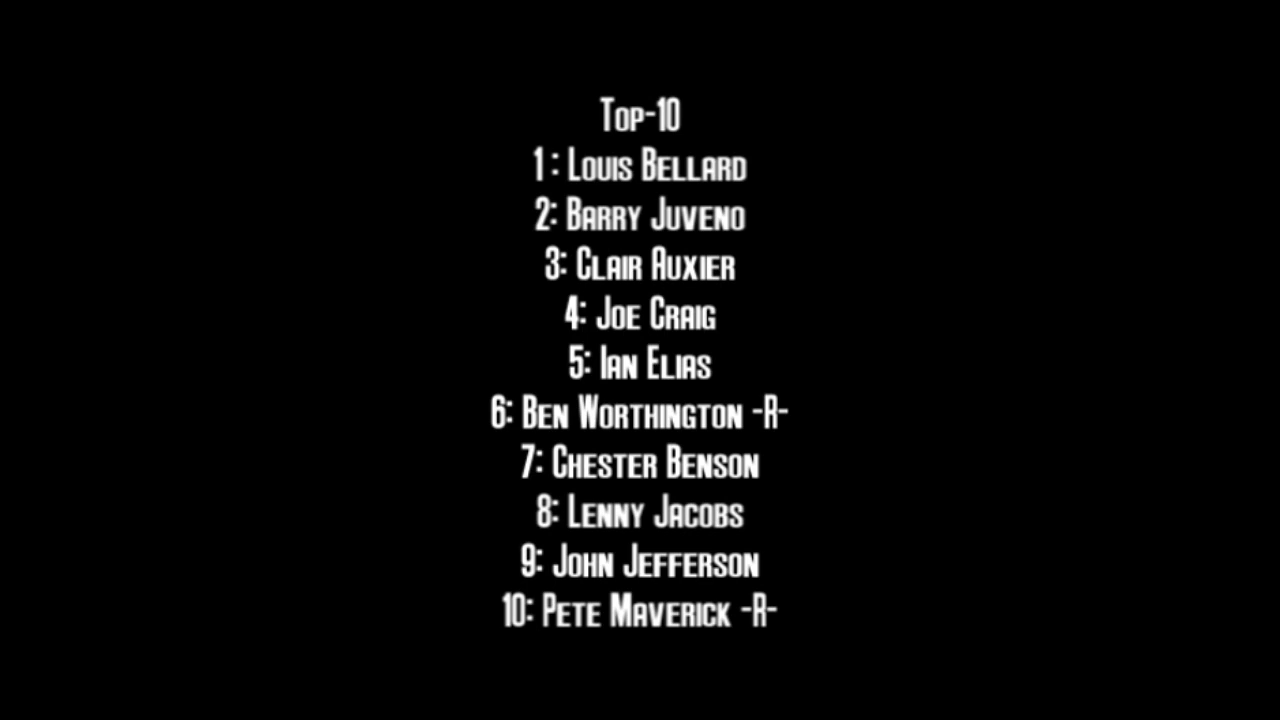 Top-10
1 : Louis Bellard
2: Barry Juveno
3: Clair Auxier
4: Joe Craig
5: Ian Elias
6: Ben Worthington -R-
7: Chester Benson
8: Lenny Jacobs
9: John Jefferson
10: Pete Maverick -R-